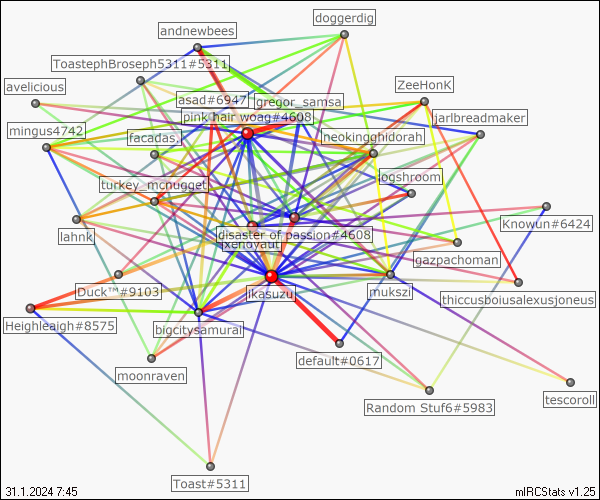 doggerdig
andnewbees
ToastephBroseph5311#5311
avelicious
ZeeHonK
asad#6947
gregor_samsa
pink hair woag#4608
jarlbreadmaker
mingus4742
facadas.
neokingghidorah
logshroom
turkey_mcnugget
lahnk
disaster of passion#4608
Knowun#6424
gazpachoman
Duck™#9103
jikasuzu
mukszi
thiccusboiusalexusjoneus
Heighleaigh#8575
bigcitysamurai
default#0617
moonraven
Random Stuf6#5983
tescoroll
Toast#5311
31.1.2024 7:45
mIRCStats v1.25